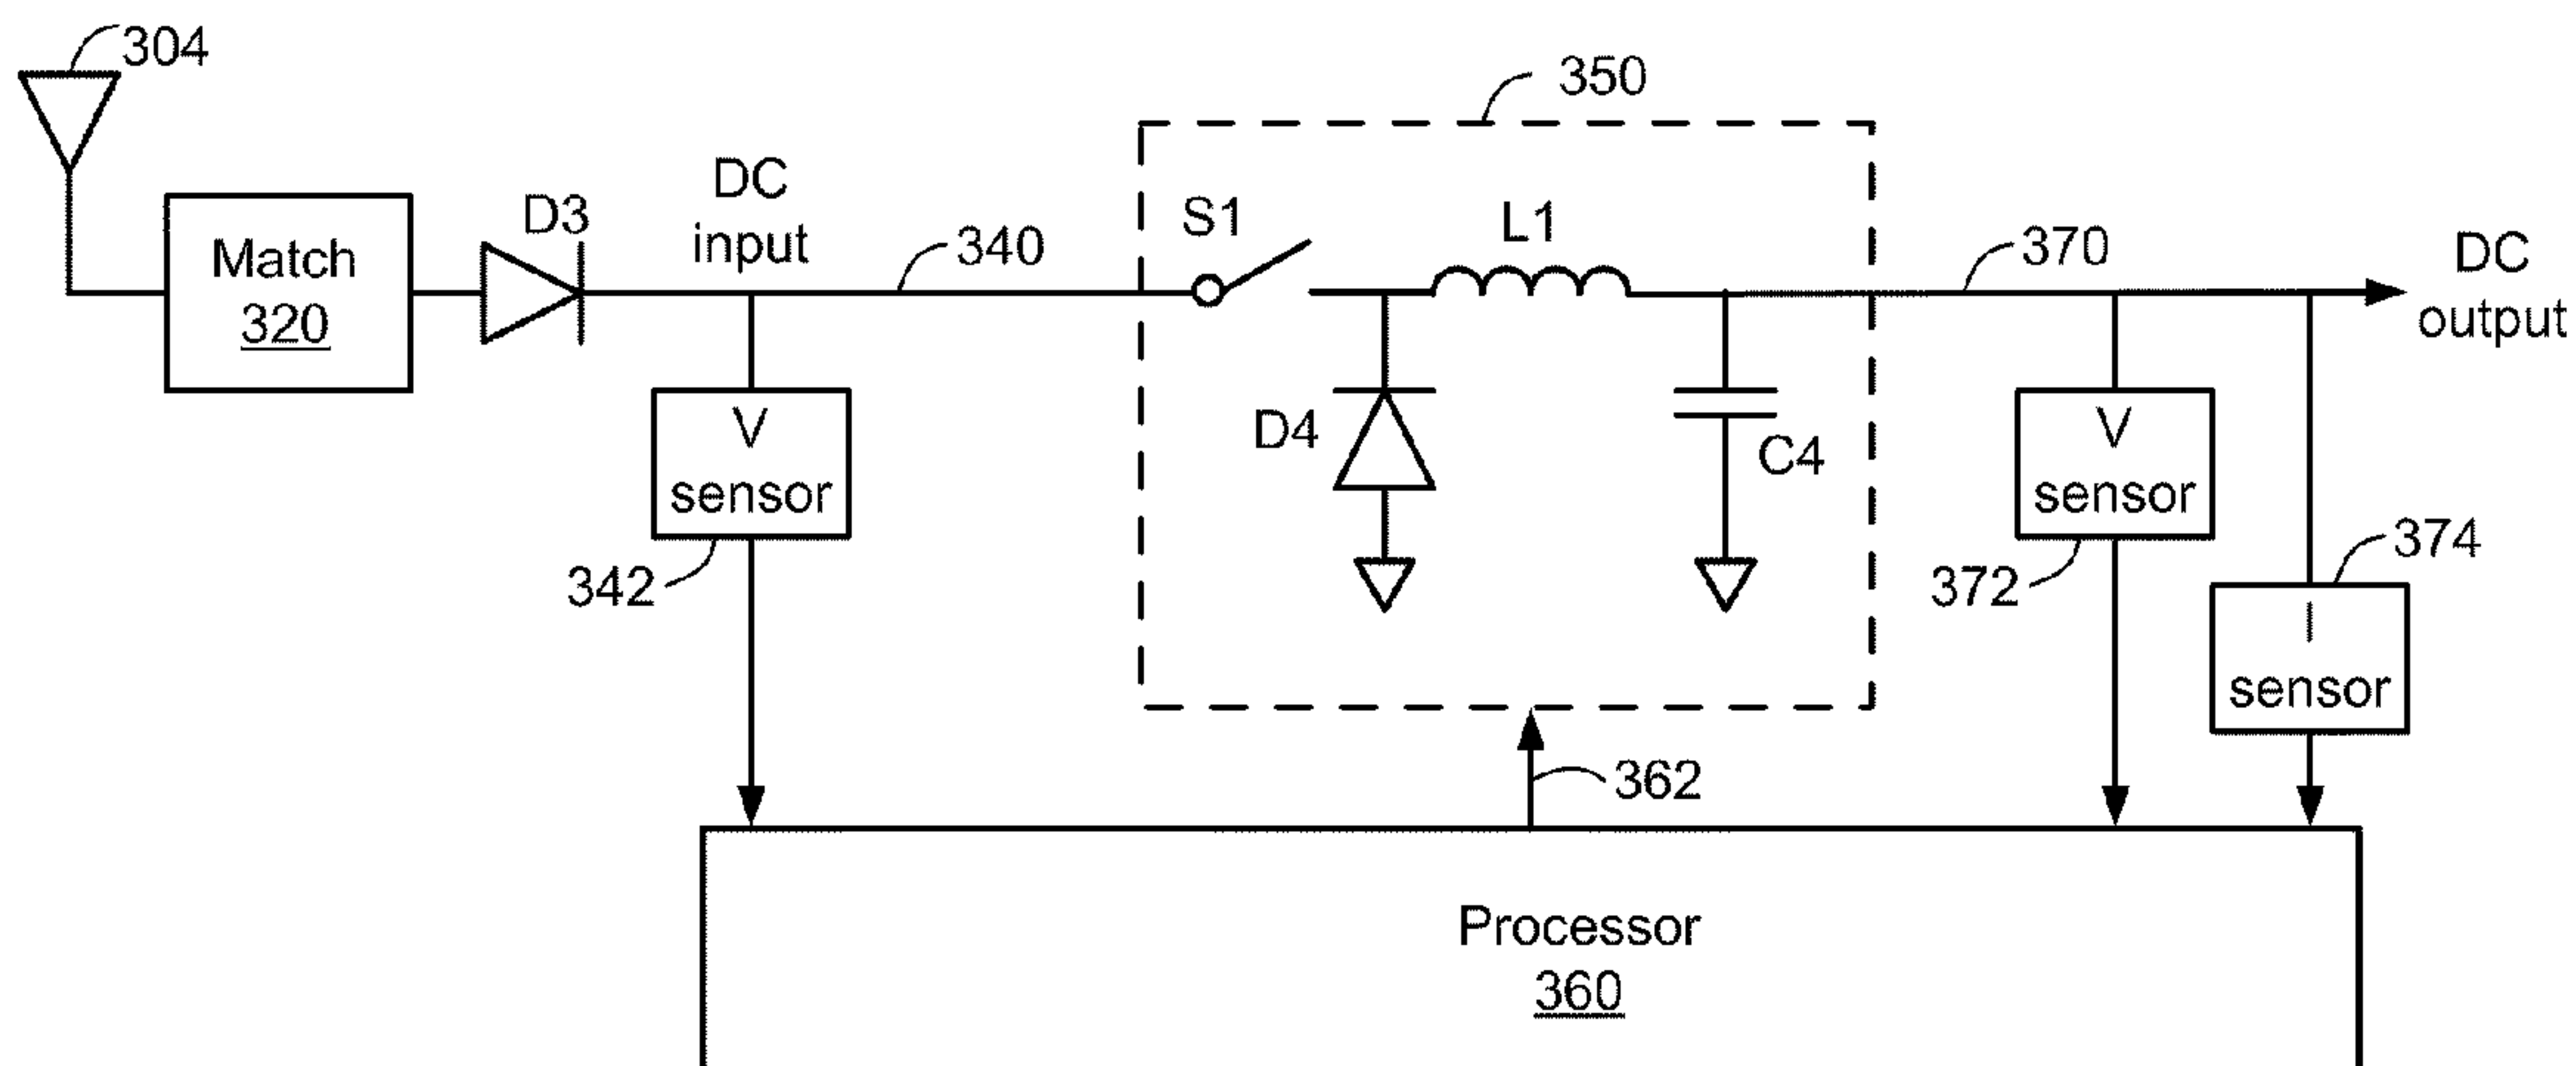 304
350
DC
input
D3
S1
L1
340
370
DC
output
Match
320
V
sensor
342
D4
C4
V
sensor
372
374
I
sensor
362
Processor
360